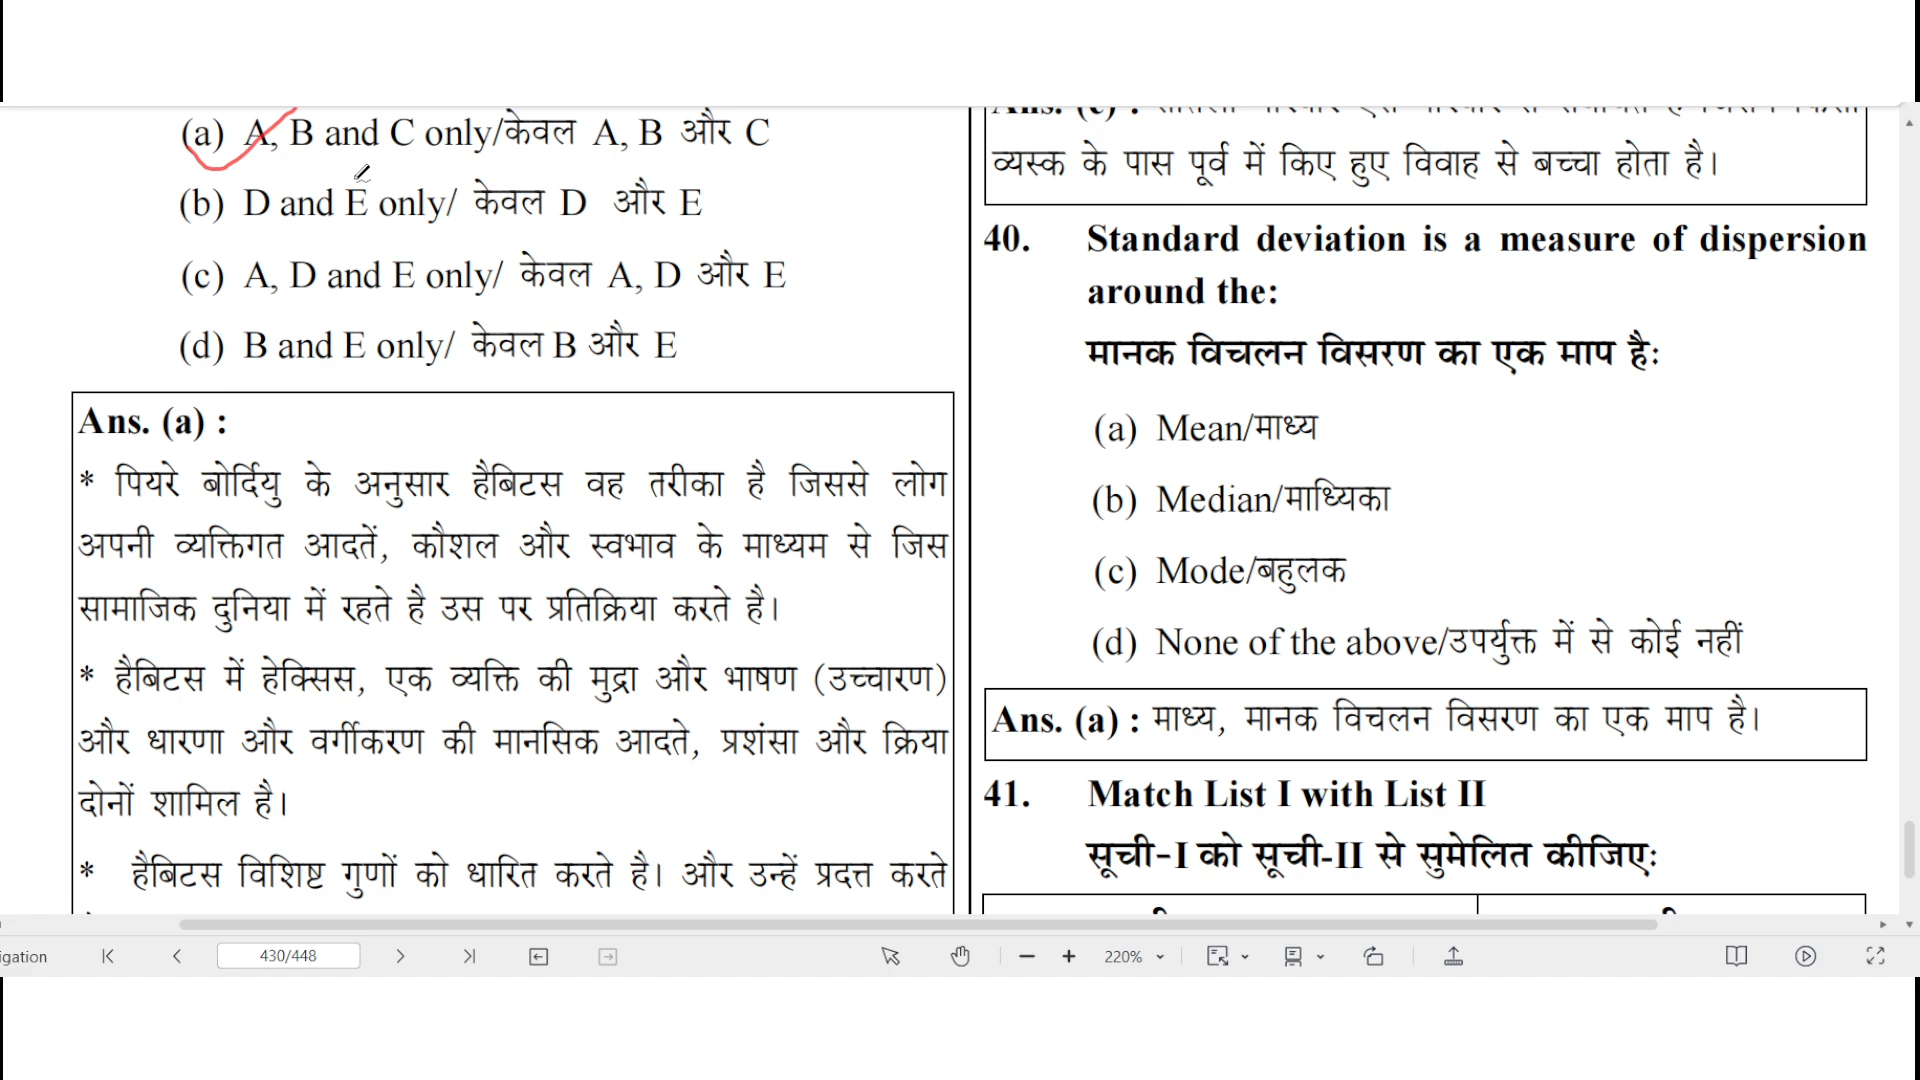 (a) A, B and C only/केवल A, B और C
(b) D and E only/ केवल D और E
(c) A, D and E only/ केवल A, D और E
(d) B and E only/ केवल B और E
Ans. (a) :
* पियरे बोर्दियु के अनुसार हैबिटस वह तरीका है जिससे लोग
अपनी व्यक्तिगत आदतें, कौशल और स्वभाव के माध्यम से जिस
सामाजिक दुनिया में रहते है उस पर प्रतिक्रिया करते है।
* हैबिटस में हेक्सिस, एक व्यक्ति की मुद्रा और भाषण (उच्चारण)
और धारणा और वर्गीकरण की मानसिक आदते, प्रशंसा और क्रिया
दोनों शामिल है।
* हैबिटस विशिष्ट गुणों को धारित करते है। और उन्हें प्रदत्त करते
व्यस्क के पास पूर्व में किए हुए विवाह से बच्चा होता है।
40. Standard deviation is a measure of dispersion
around the:
मानक विचलन विसरण का एक माप है:
(a) Mean/माध्य
(b) Median/माध्यिका
(c) Mode/बहुलक
(d) None of the above/उपर्युक्त में से कोई नहीं
Ans. (a) : माध्य, मानक विचलन विसरण का एक माप है।
41. Match List I with List II
सूची-I को सूची-II से सुमेलित कीजिए:
igation
430/448
220%